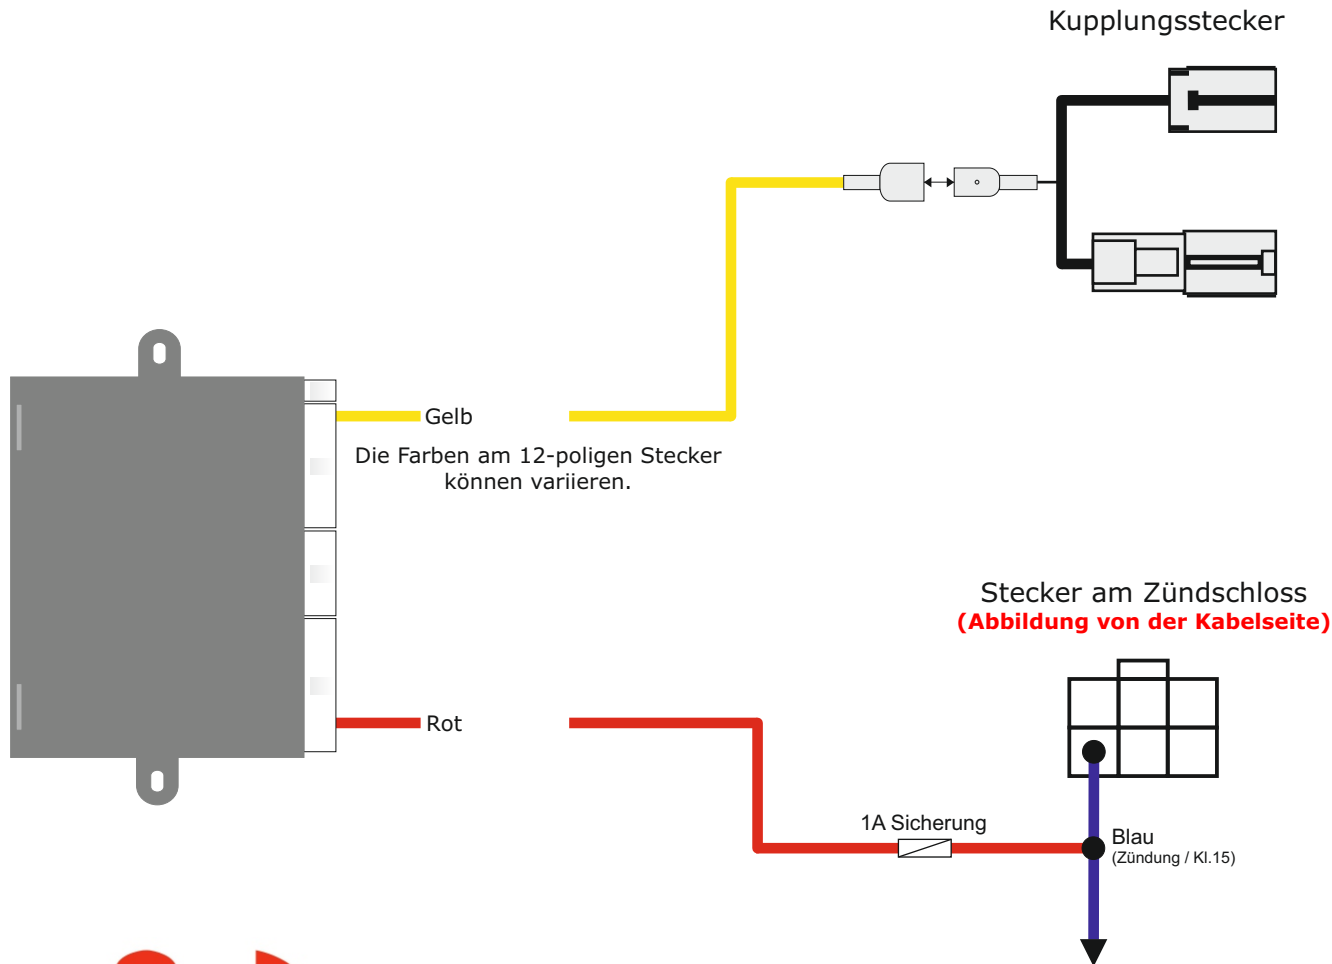 Kupplungsstecker
Gelb
Die Farben am 12-poligen Stecker
können variieren.
Stecker am Zündschloss
(Abbildung von der Kabelseite)
Rot
1A Sicherung
Blau
(Zündung / Kl.15)